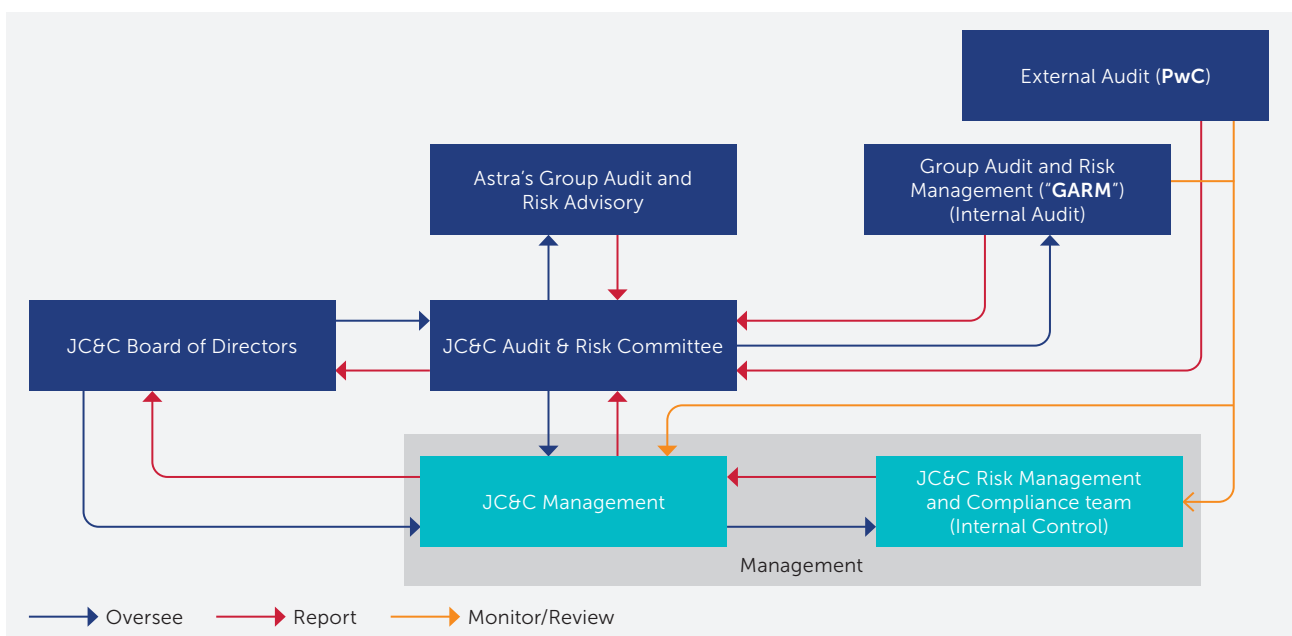 External Audit (PwC)
Astra's Group Audit and
Risk Advisory
Group Audit and Risk
Management ("GARM")
(Internal Audit)
JC&C Board of Directors
JC&C Audit & Risk Committee
JC&C Management
JC&C Risk Management
and Compliance team
(Internal Control)
Management
Oversee
Report
Monitor/Review